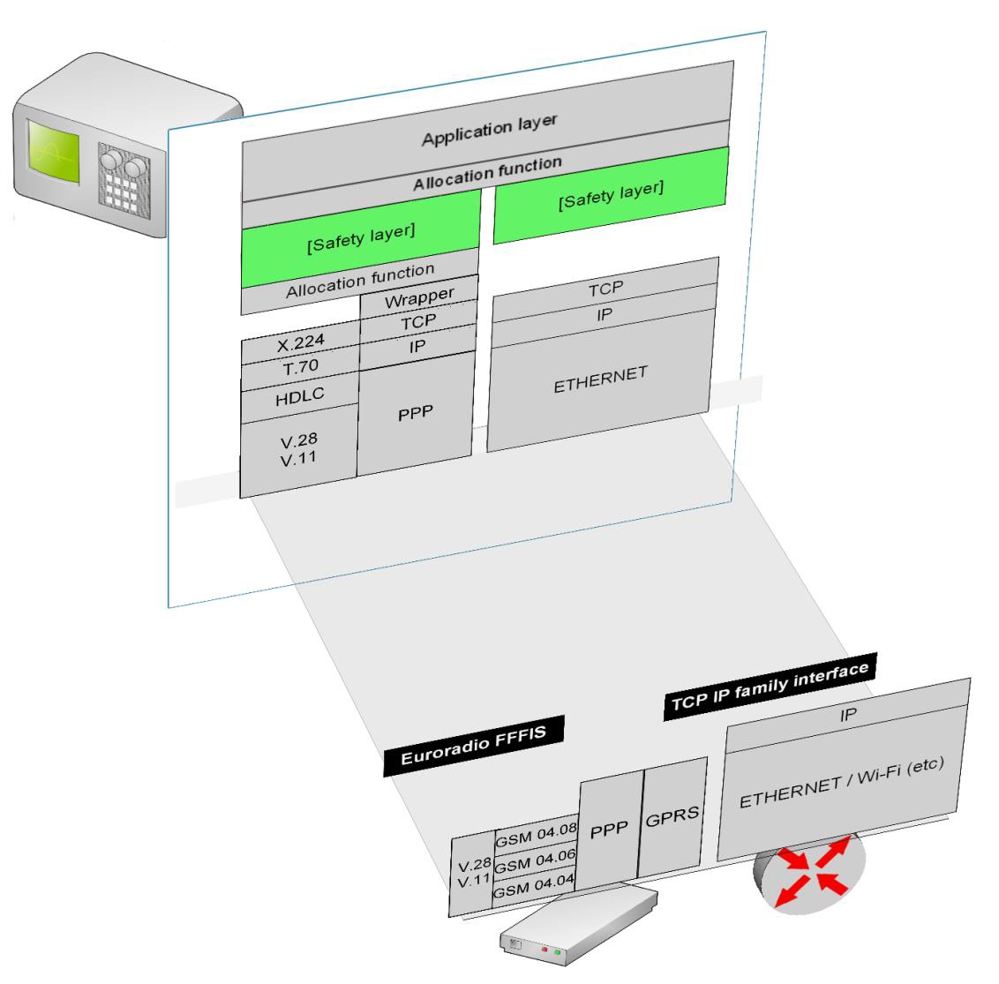 Application layer
Allocation function
[Safety layer]
[Safety layer]
Allocation function
Wrapper
TCP
IP
PPP
X.224
T.70
HDLC
V.28
V.11
TCP
IP
ETHERNET
TCP IP family interface
Euroradio FFFIS
IP
ETHERNET / Wi-Fi (etc)
PPP
GPRS
GSM 04.08
GSM 04.06
GSM 04.04
V.28
V.11